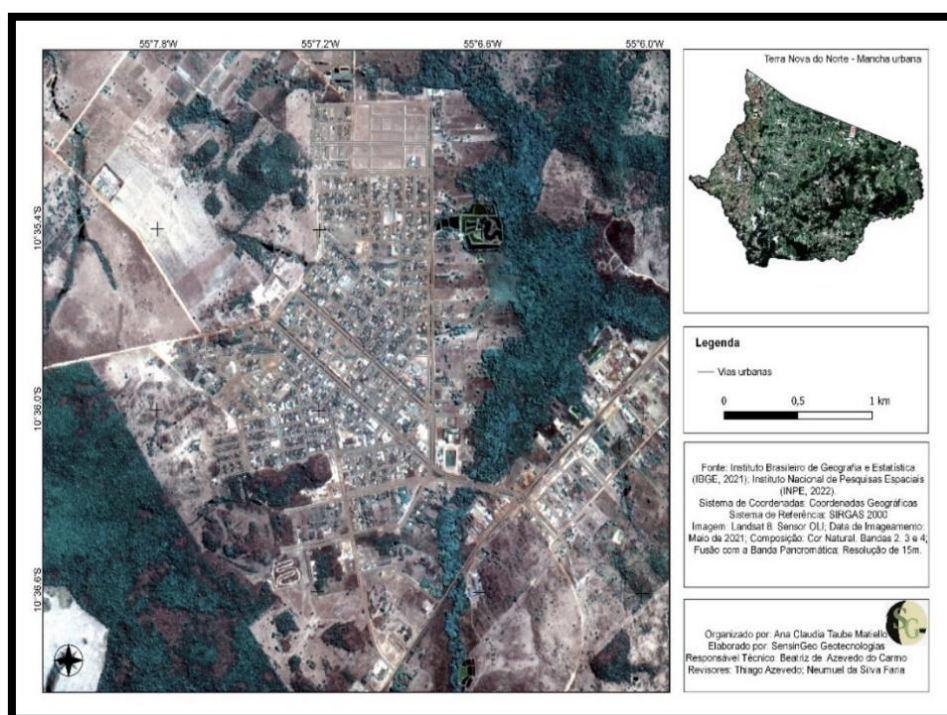 55°7.8'W 55°7.2'W 55°6.6'W 55°6.0'W
10°35.4'S
10°36.0'S
10°36.6'S
Terra Nova do Norte - Mancha urbana
Legenda
Vias urbanas
0 0,5 1 km
Fonte: Instituto Brasileiro de Geografia e Estatística
(IBGE, 2021); Instituto Nacional de Pesquisas Espaciais
(INPE, 2022).
Sistema de Coordenadas: Coordenadas Geográficas
Sistema de Referência: SIRGAS 2000
Imagem: Landsat 8. Sensor OLI; Data de Imageamento:
Maio de 2021; Composição: Cor Natural. Bandas 2, 3 e 4;
Fusão com a Banda Pancromática; Resolução de 15m.
SG
Organizado por: Ana Claudia Taube Matiello
Elaborado por: SensinGeo Geotecnologias
Responsável Técnico: Beatriz de Azevedo do Carmo
Revisores: Thiago Azevedo; Neumuel da Silva Faria